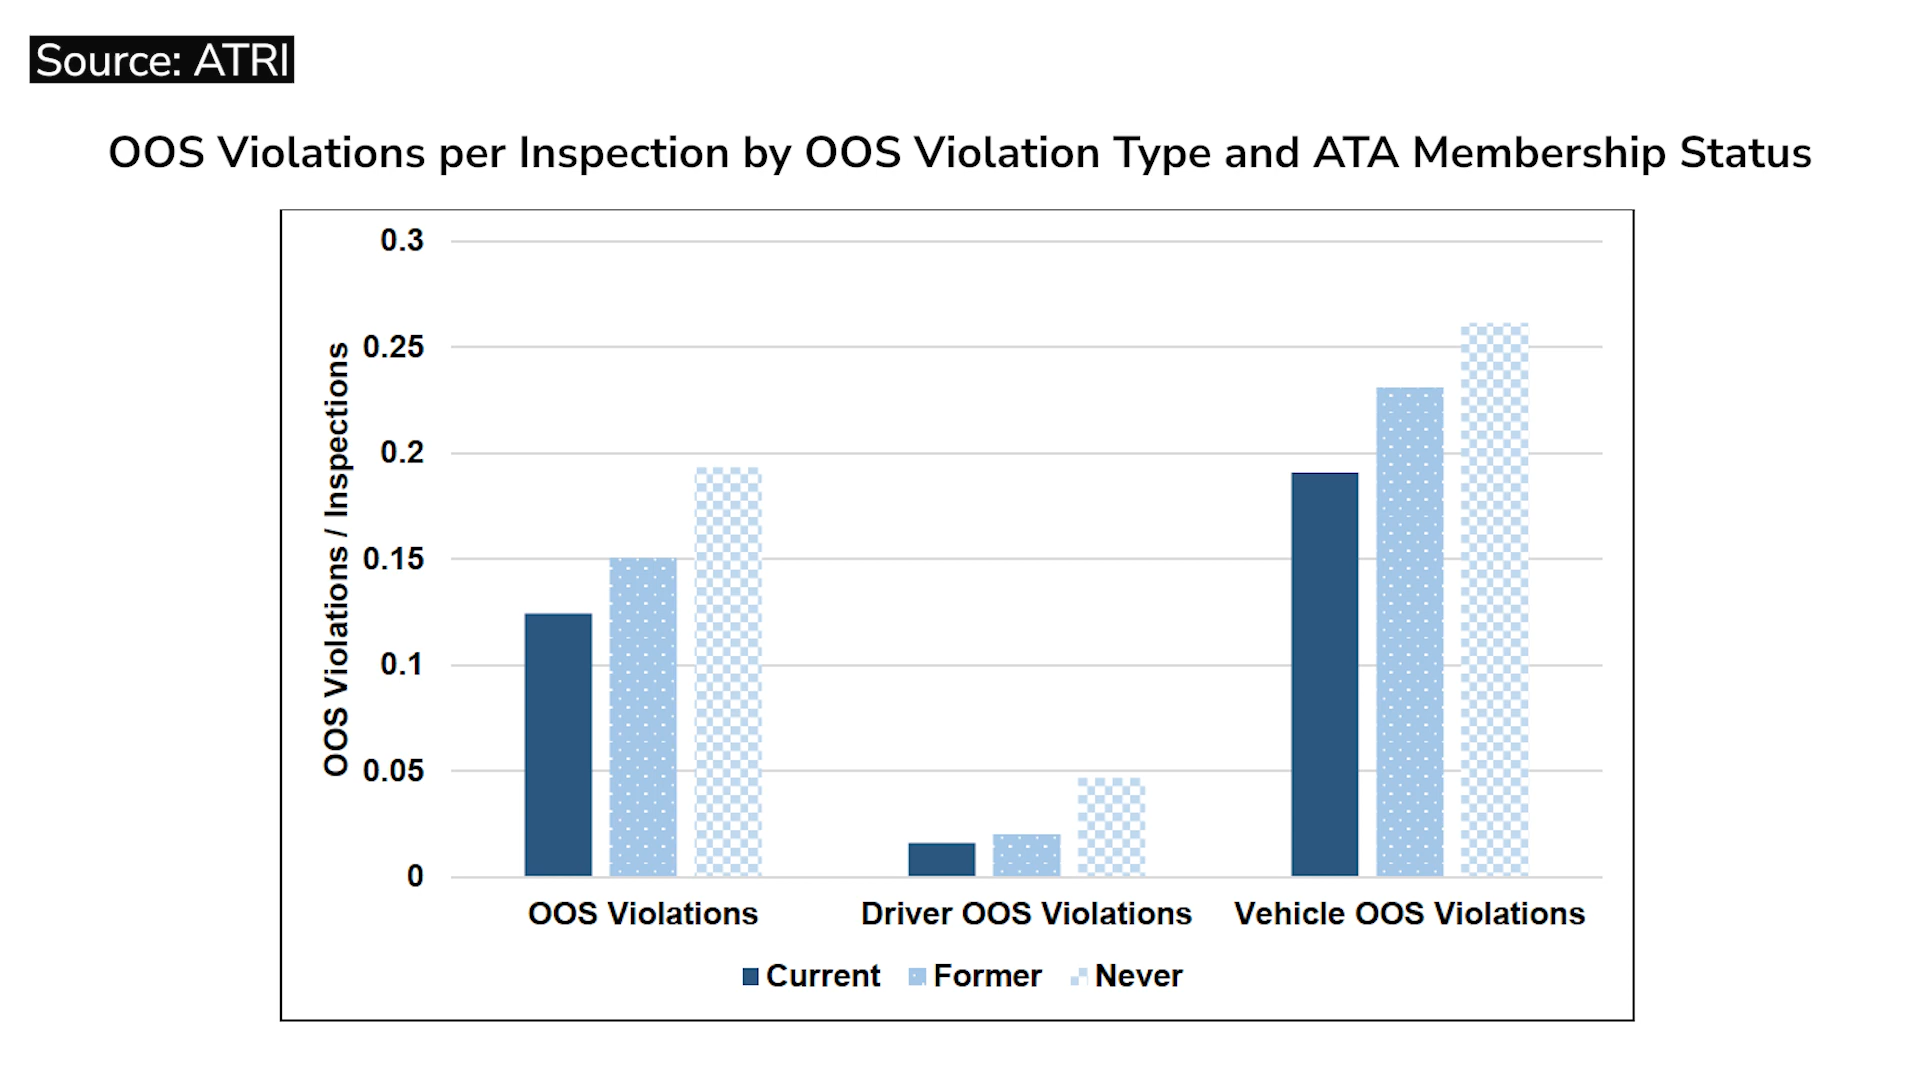 Source: ATRI
OOS Violations per Inspection by OOS Violation Type and ATA Membership Status
OOS Violations / Inspections
0.3
0.25
0.2
0.15
0.1
0.05
0
OOS Violations
Driver OOS Violations
Vehicle OOS Violations
Current
Former
Never